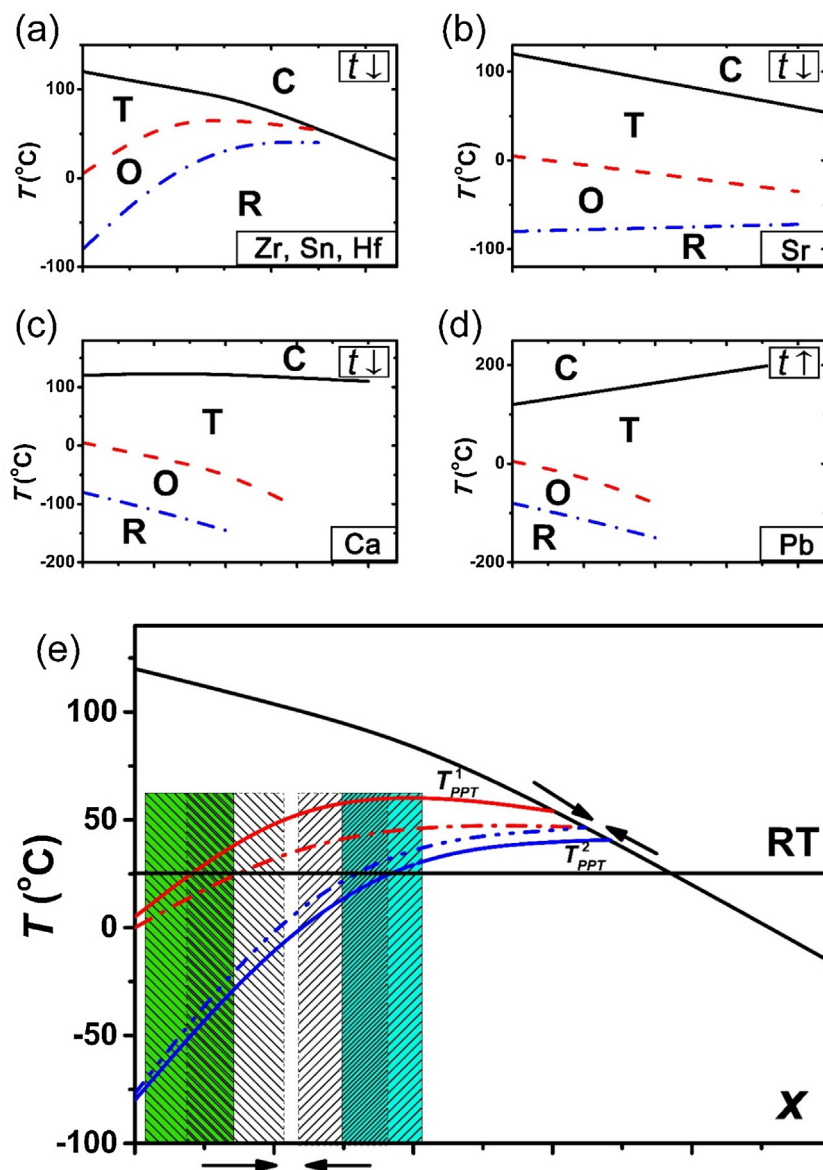 (a)
t↓
100
C
T
T(°C)
O
0
R
-100
Zr, Sn, Hf
(b)
t↓
100
C
T
T(°C)
0
O
-100
R
Sr
(c)
t↓
C
100
T
T(°C)
0
O
-100
R
-200
Ca
(d)
t↑
200
C
T
T(°C)
0
O
R
-200
Pb
(e)
100
T¹PPT
50
RT
T²PPT
T (°C)
0
-50
x
-100